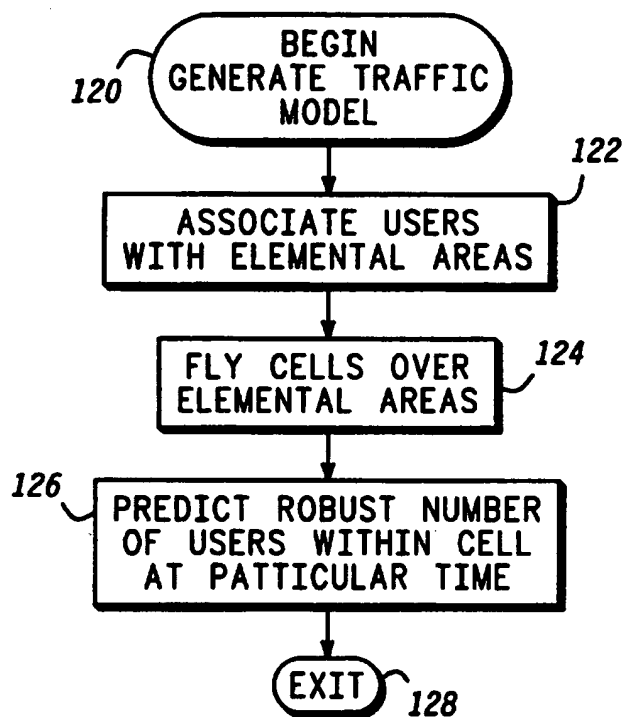 BEGIN
GENERATE TRAFFIC
MODEL
120
122
ASSOCIATE USERS
WITH ELEMENTAL AREAS
FLY CELLS OVER
ELEMENTAL AREAS
124
126
PREDICT ROBUST NUMBER
OF USERS WITHIN CELL
AT PATTICULAR TIME
EXIT
128